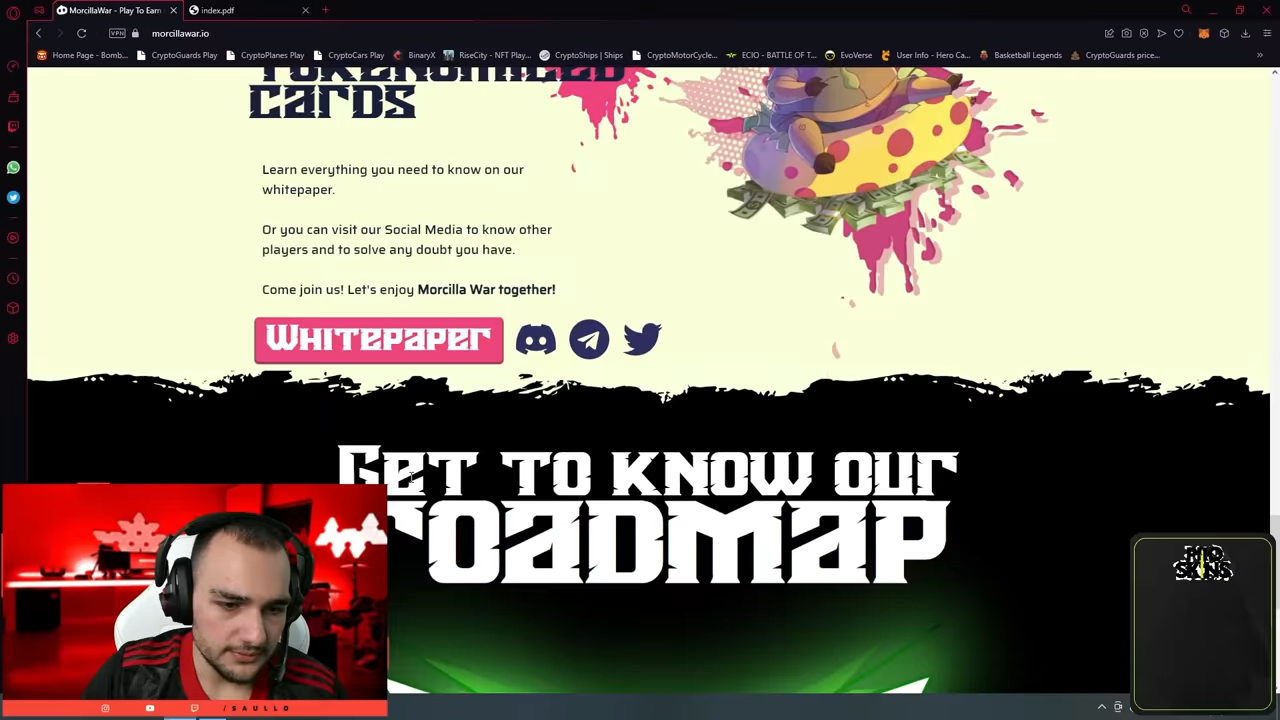 MorcillaWar - Play To Earn
index.pdf
VPN
morcillawar.io
Home Page - Bomb...
CryptoGuards Play
CryptoPlanes Play
CryptoCars Play
BinaryX
RiseCity - NFT Play...
CryptoShips | Ships
CryptoMotorCycle...
ECIO - BATTLE OF T...
EvoVerse
User Info - Hero Ca...
Basketball Legends
CryptoGuards price...
»
TOKENOMICED
CARDS
Learn everything you need to know on our
whitepaper.
Or you can visit our Social Media to know other
players and to solve any doubt you have.
Come join us! Let's enjoy Morcilla War together!
Whitepaper
Get to know our
roadmap
/SAULLO